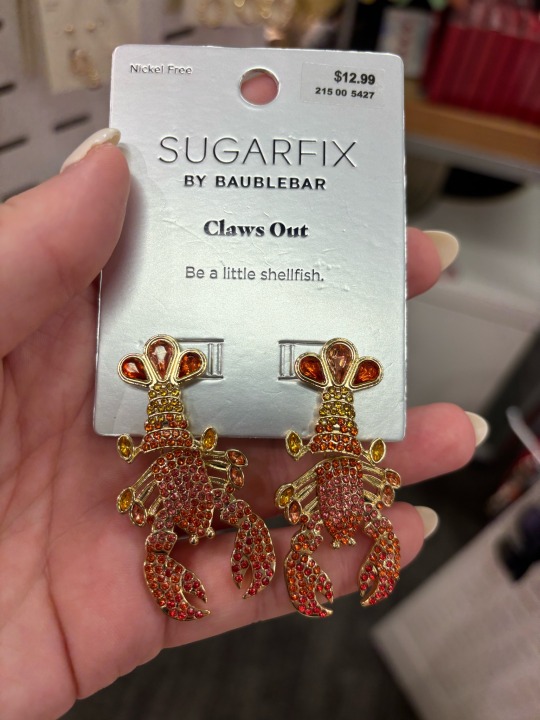 Nickel Free
$12.99
215 00 5427
SUGARFIX
BY BAUBLEBAR
Claws Out
Be a little shellfish.